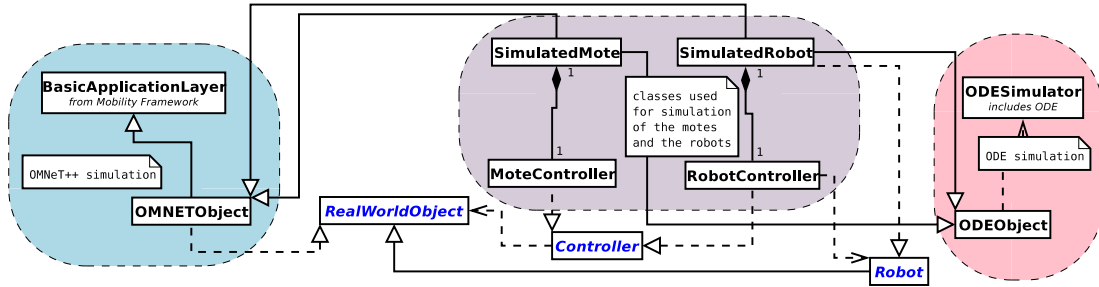 SimulatedMote
SimulatedRobot
1
1
BasicApplicationLayer
from Mobility Framework
classes used
for simulation
of the motes
and the robots
ODESimulator
includes ODE
OMNeT++ simulation
ODE simulation
1
1
MoteController
RobotController
OMNETObject
RealWorldObject
ODEObject
Controller
Robot